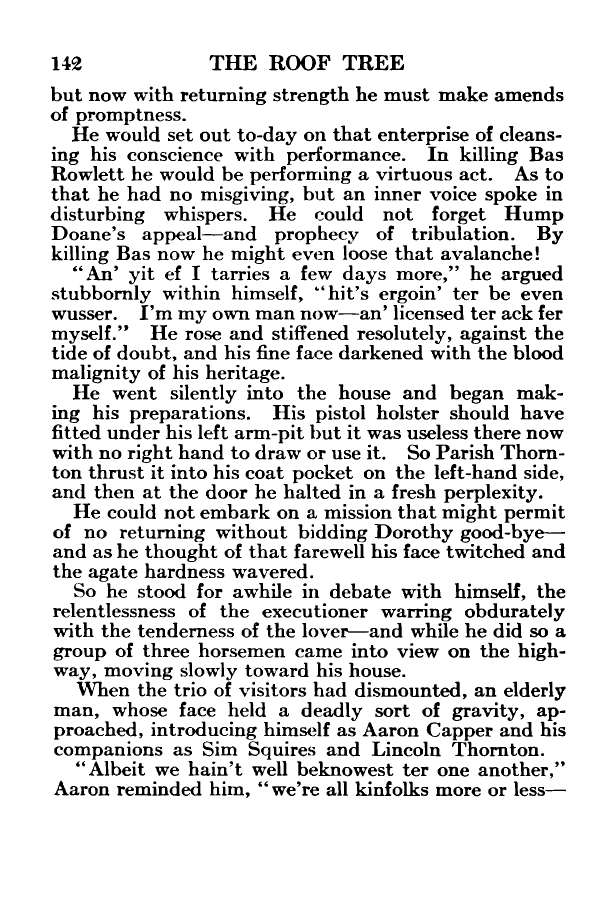 142 THE ROOF TREE
but now with returning strength he must make amends
of promptness.
He would set out to-day on that enterprise of cleans-
ing his conscience with performance. In killing Bas
Rowlett he would be performing a virtuous act. As to
that he had no misgiving, but an inner voice spoke in
disturbing whispers. He could not forget Hump
Doane's appeal—and prophecy of tribulation. By
killing Bas now he might even loose that avalanche!
"An' yit ef I tarries a few days more," he argued
stubbornly within himself, "hit's ergoin' ter be even
wusser. I'm my own man now—an' licensed ter ack fer
myself." He rose and stiffened resolutely, against the
tide of doubt, and his fine face darkened with the blood
malignity of his heritage.
He went silently into the house and began mak-
ing his preparations. His pistol holster should have
fitted under his left arm-pit but it was useless there now
with no right hand to draw or use it. So Parish Thorn-
ton thrust it into his coat pocket on the left-hand side,
and then at the door he halted in a fresh perplexity.
He could not embark on a mission that might permit
of no returning without bidding Dorothy good-bye—
and as he thought of that farewell his face twitched and
the agate hardness wavered.
So he stood for awhile in debate with himself, the
relentlessness of the executioner warring obdurately
with the tenderness of the lover—and while he did so a
group of three horsemen came into view on the high-
way, moving slowly toward his house.
When the trio of visitors had dismounted, an elderly
man, whose face held a deadly sort of gravity, ap-
proached, introducing himself as Aaron Capper and his
companions as Sim Squires and Lincoln Thornton.
"Albeit we hain't well beknowest ter one another,"
Aaron reminded him, "we're all kinfolks more or less—